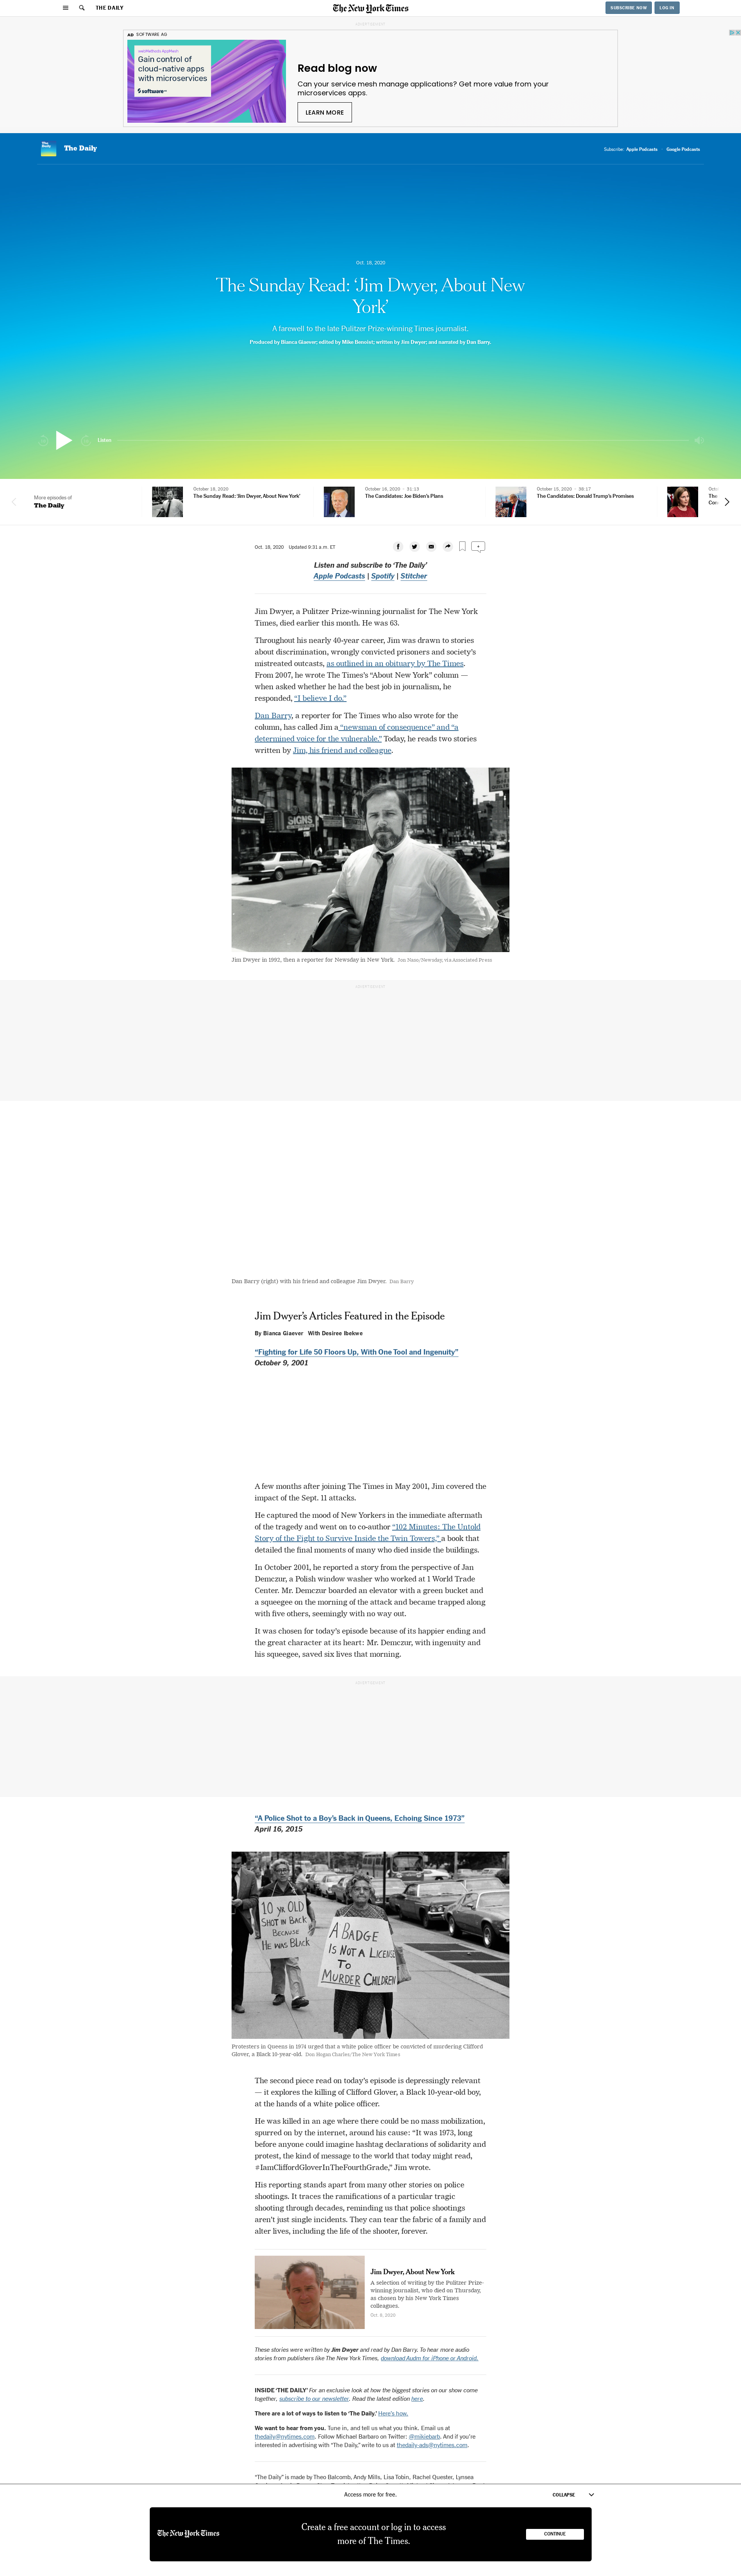 THE DAILY
The New York Times
SUBSCRIBE NOW
LOG IN
AD SOFTWARE AG
webMethods AppMesh
Gain control of
cloud-native apps
with microservices
software
Read blog now
Can your service mesh manage applications? Get more value from your
microservices apps.
LEARN MORE
The Daily
Subscribe: Apple Podcasts Google Podcasts
Oct. 18, 2020
The Sunday Read: ‘Jim Dwyer, About New
York’
A farewell to the late Pulitzer Prize-winning Times journalist.
Produced by Bianca Giaever; edited by Mike Benoist; written by Jim Dwyer; and narrated by Dan Barry.
Listen
More episodes of
The Daily
October 18, 2020
The Sunday Read: ‘Jim Dwyer, About New York’
October 16, 2020 · 31:13
The Candidates: Joe Biden’s Plans
October 15, 2020 · 39:17
The Candidates: Donald Trump’s Promises
Oct. 18, 2020 Updated 9:31 a.m. ET
Listen and subscribe to ‘The Daily’
Apple Podcasts | Spotify | Stitcher
Jim Dwyer, a Pulitzer Prize-winning journalist for The New York
Times, died earlier this month. He was 63.
Throughout his nearly 40-year career, Jim was drawn to stories
about discrimination, wrongly convicted prisoners and society’s
mistreated outcasts, as outlined in an obituary by The Times.
From 2007, he wrote The Times’s “About New York” column —
when asked whether he had the best job in journalism, he
responded, “I believe I do.”
Dan Barry, a reporter for The Times who also wrote for the
column, has called Jim a “newsman of consequence” and “a
determined voice for the vulnerable.” Today, he reads two stories
written by Jim, his friend and colleague.
SIGNS
Jim Dwyer in 1992, then a reporter for Newsday in New York. Jon Naso/Newsday, via Associated Press
Dan Barry (right) with his friend and colleague Jim Dwyer. Dan Barry
Jim Dwyer’s Articles Featured in the Episode
By Bianca Giaever With Desiree Ibekwe
“Fighting for Life 50 Floors Up, With One Tool and Ingenuity”
October 9, 2001
A few months after joining The Times in May 2001, Jim covered the
impact of the Sept. 11 attacks.
He captured the mood of New Yorkers in the immediate aftermath
of the tragedy and went on to co-author “102 Minutes: The Untold
Story of the Fight to Survive Inside the Twin Towers,” a book that
detailed the final moments of many who died inside the buildings.
In October 2001, he reported a story from the perspective of Jan
Demczur, a Polish window washer who worked at 1 World Trade
Center. Mr. Demczur boarded an elevator with a green bucket and
a squeegee on the morning of the attack and became trapped along
with five others, seemingly with no way out.
It was chosen for today’s episode because of its happier ending and
the great character at its heart: Mr. Demczur, with ingenuity and
his squeegee, saved six lives that morning.
“A Police Shot to a Boy’s Back in Queens, Echoing Since 1973”
April 16, 2015
10 YR OLD
SHOT IN BACK
BECAUSE
HE WAS BLACK
A BADGE
IS NOT A LICENSE
TO
MURDER CHILDREN
Protesters in Queens in 1974 urged that a white police officer be convicted of murdering Clifford
Glover, a Black 10-year-old. Don Hogan Charles/The New York Times
The second piece read on today’s episode is depressingly relevant
— it explores the killing of Clifford Glover, a Black 10-year-old boy,
at the hands of a white police officer.
He was killed in an age where there could be no mass mobilization,
spurred on by the internet, around his cause: “It was 1973, long
before anyone could imagine hashtag declarations of solidarity and
protest, the kind of message to the world that today might read,
#IamCliffordGloverInTheFourthGrade,” Jim wrote.
His reporting stands apart from many other stories on police
shootings. It traces the ramifications of a particular tragic
shooting through decades, reminding us that police shootings
aren’t just single incidents. They can tear the fabric of a family and
alter lives, including the life of the shooter, forever.
Jim Dwyer, About New York
A selection of writing by the Pulitzer Prize-
winning journalist, who died on Thursday,
as chosen by his New York Times
colleagues.
Oct. 8, 2020
These stories were written by Jim Dwyer and read by Dan Barry. To hear more audio
stories from publishers like The New York Times, download Audm for iPhone or Android.
INSIDE ‘THE DAILY’ For an exclusive look at how the biggest stories on our show come
together, subscribe to our newsletter. Read the latest edition here.
There are a lot of ways to listen to ‘The Daily.’ Here’s how.
We want to hear from you. Tune in, and tell us what you think. Email us at
thedaily@nytimes.com. Follow Michael Barbaro on Twitter: @mikiebarb. And if you’re
interested in advertising with “The Daily,” write to us at thedaily-ads@nytimes.com.
“The Daily” is made by Theo Balcomb, Andy Mills, Lisa Tobin, Rachel Quester, Lynsea
Access more for free.
COLLAPSE
The New York Times
Create a free account or log in to access
more of The Times.
CONTINUE